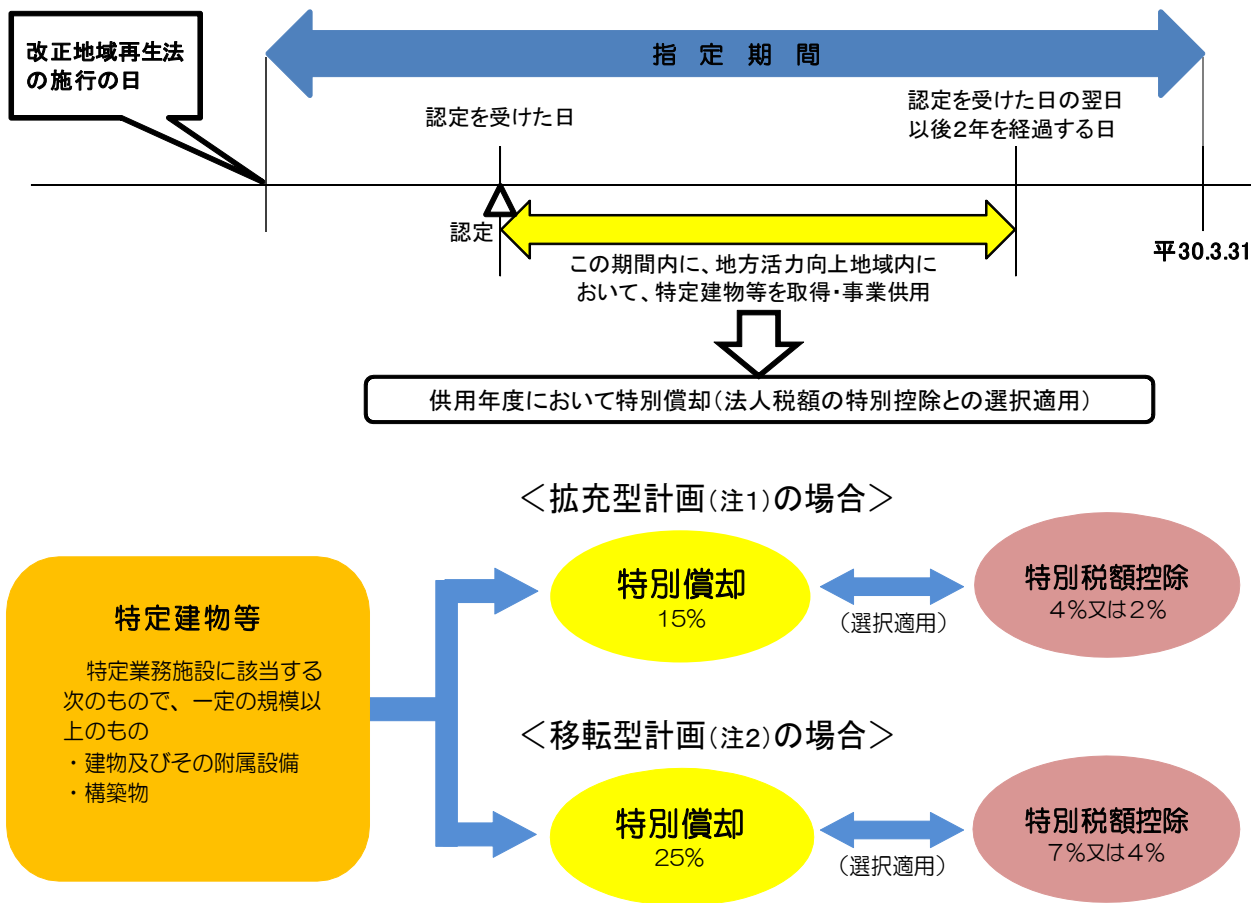 改正地域再生法
の施行の日
指定期間
認定を受けた日
認定を受けた日の翌日
以後2年を経過する日
認定
平30.3.31
この期間内に、地方活力向上地域内に
おいて、特定建物等を取得・事業供用
供用年度において特別償却（法人税額の特別控除との選択適用）
＜拡充型計画（注1）の場合＞
特別償却
15%
（選択適用）
特別税額控除
4%又は2%
特定建物等
特定業務施設に該当する
次のもので、一定の規模以
上のもの
・建物及びその附属設備
・構築物
＜移転型計画（注2）の場合＞
特別償却
25%
（選択適用）
特別税額控除
7%又は4%